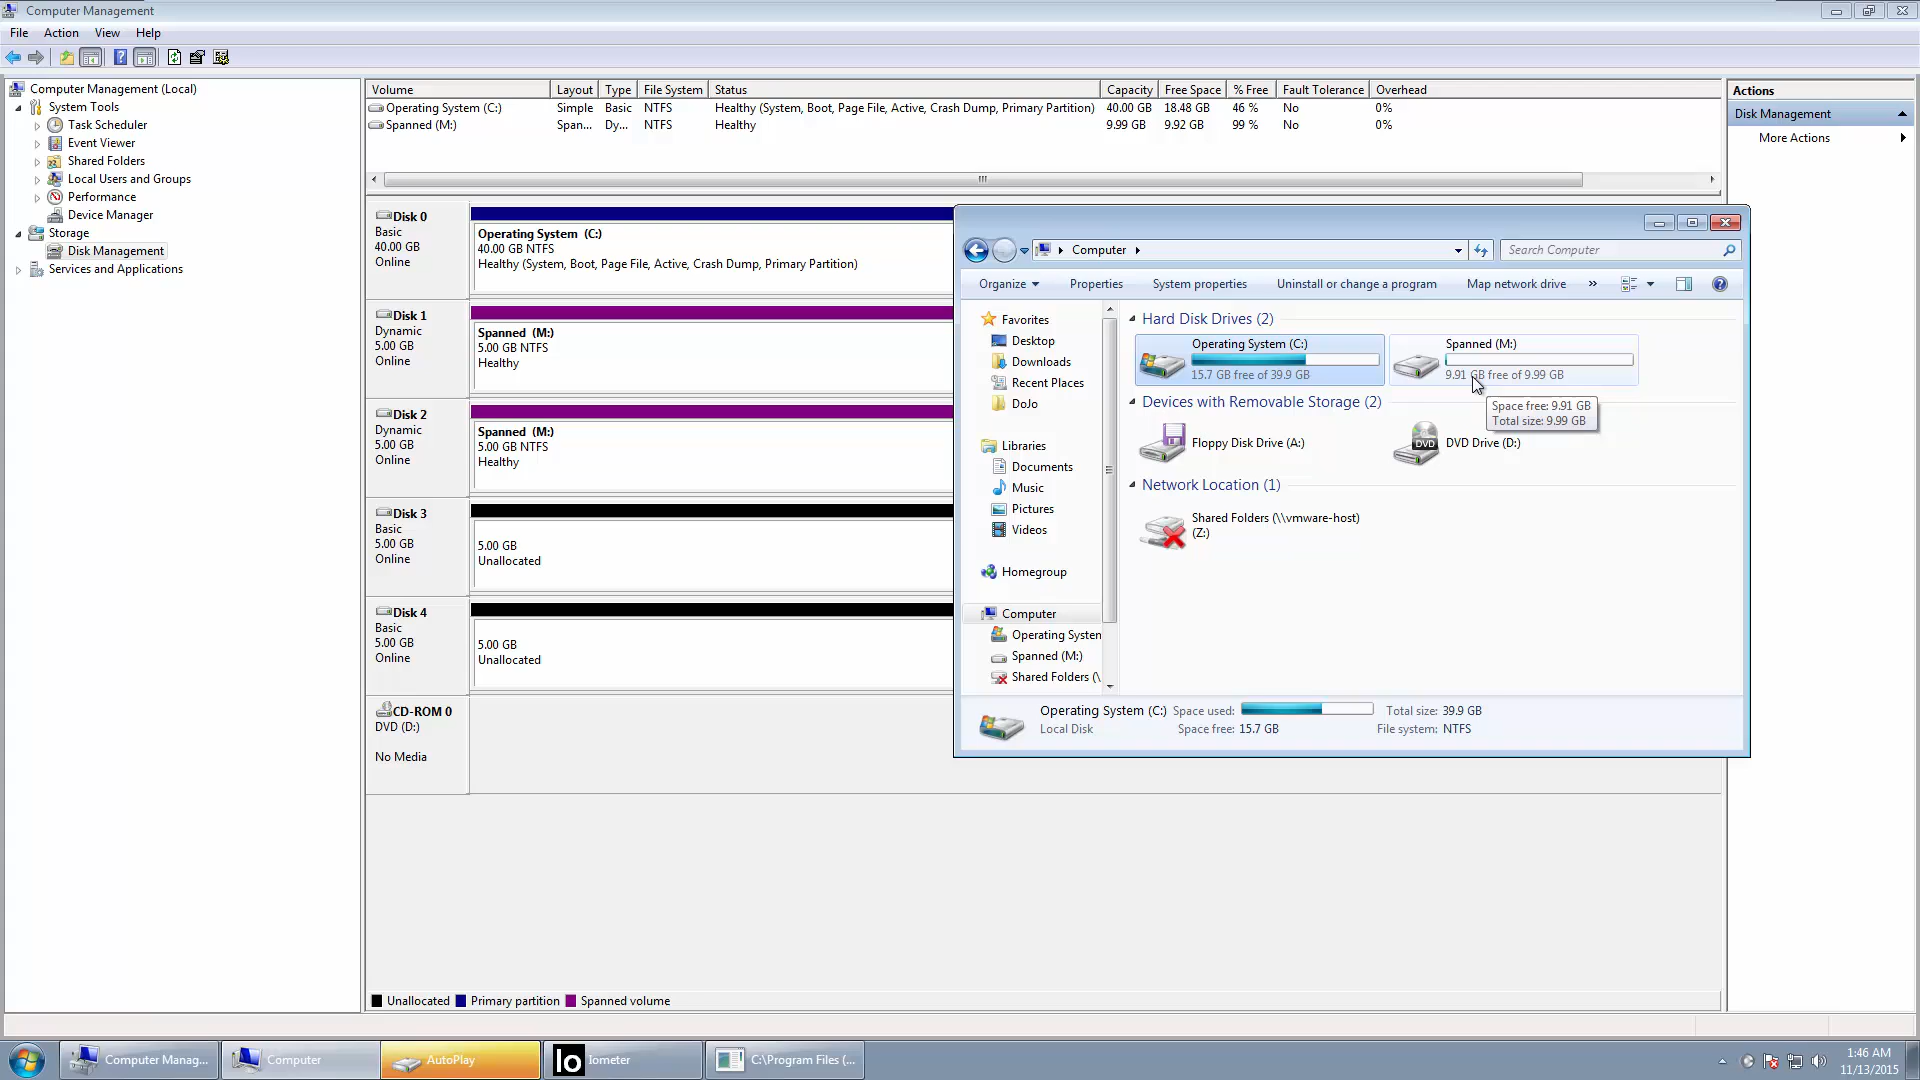 Computer Management
File Action View Help
Computer Management (Local)
System Tools
Task Scheduler
Event Viewer
Shared Folders
Local Users and Groups
Performance
Device Manager
Storage
Disk Management
Services and Applications
Volume Layout Type File System Status Capacity Free Space % Free Fault Tolerance Overhead
Operating System (C:) Simple Basic NTFS Healthy (System, Boot, Page File, Active, Crash Dump, Primary Partition) 40.00 GB 18.48 GB 46 % No 0%
Spanned (M:) Span... Dy... NTFS Healthy 9.99 GB 9.92 GB 99 % No 0%
Disk 0
Basic
40.00 GB
Online
Operating System (C:)
40.00 GB NTFS
Healthy (System, Boot, Page File, Active, Crash Dump, Primary Partition)
Disk 1
Dynamic
5.00 GB
Online
Spanned (M:)
5.00 GB NTFS
Healthy
Disk 2
Dynamic
5.00 GB
Online
Spanned (M:)
5.00 GB NTFS
Healthy
Disk 3
Basic
5.00 GB
Online
5.00 GB
Unallocated
Disk 4
Basic
5.00 GB
Online
5.00 GB
Unallocated
CD-ROM 0
DVD (D:)
No Media
Unallocated Primary partition Spanned volume
Actions
Disk Management
More Actions
Computer
Search Computer
Organize Properties System properties Uninstall or change a program Map network drive »
Favorites
Desktop
Downloads
Recent Places
DoJo
Libraries
Documents
Music
Pictures
Videos
Homegroup
Computer
Operating System
Spanned (M:)
Shared Folders (\
Hard Disk Drives (2)
Operating System (C:)
15.7 GB free of 39.9 GB
Spanned (M:)
9.91 GB free of 9.99 GB
Space free: 9.91 GB
Total size: 9.99 GB
Devices with Removable Storage (2)
Floppy Disk Drive (A:)
DVD
DVD Drive (D:)
Network Location (1)
Shared Folders (\\vmware-host)
(Z:)
Operating System (C:) Space used: Total size: 39.9 GB
Local Disk Space free: 15.7 GB File system: NTFS
Computer Manag... Computer AutoPlay Io Iometer C:\Program Files (...
1:46 AM
11/13/2015